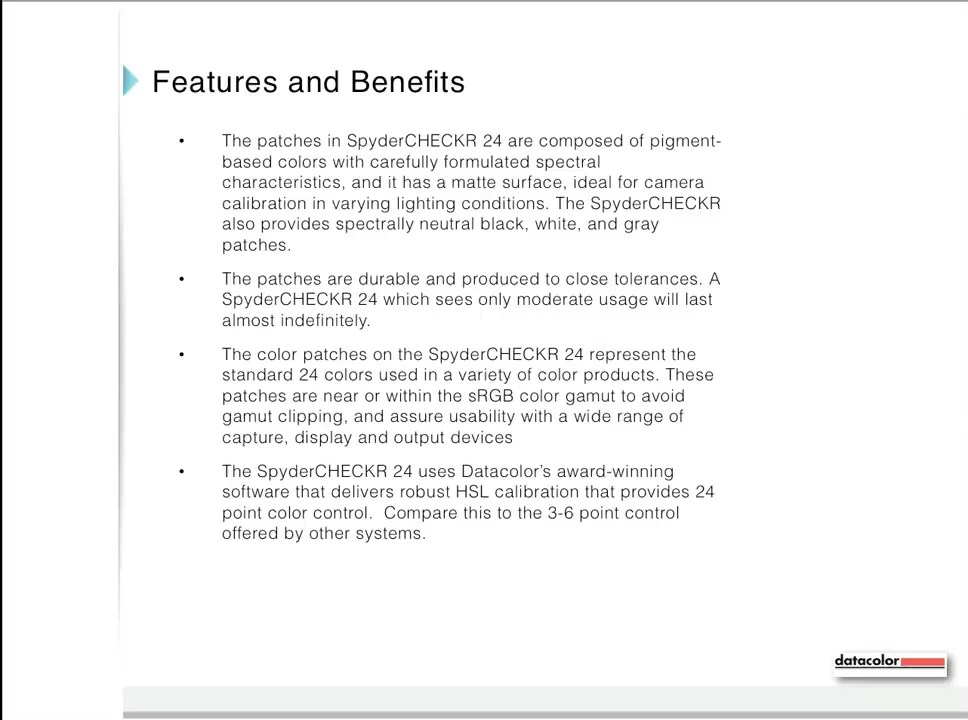 Features and Benefits
• The patches in SpyderCHECKR 24 are composed of pigment-
based colors with carefully formulated spectral
characteristics, and it has a matte surface, ideal for camera
calibration in varying lighting conditions. The SpyderCHECKR
also provides spectrally neutral black, white, and gray
patches.
• The patches are durable and produced to close tolerances. A
SpyderCHECKR 24 which sees only moderate usage will last
almost indefinitely.
• The color patches on the SpyderCHECKR 24 represent the
standard 24 colors used in a variety of color products. These
patches are near or within the sRGB color gamut to avoid
gamut clipping, and assure usability with a wide range of
capture, display and output devices
• The SpyderCHECKR 24 uses Datacolor’s award-winning
software that delivers robust HSL calibration that provides 24
point color control.  Compare this to the 3-6 point control
offered by other systems.
datacolor